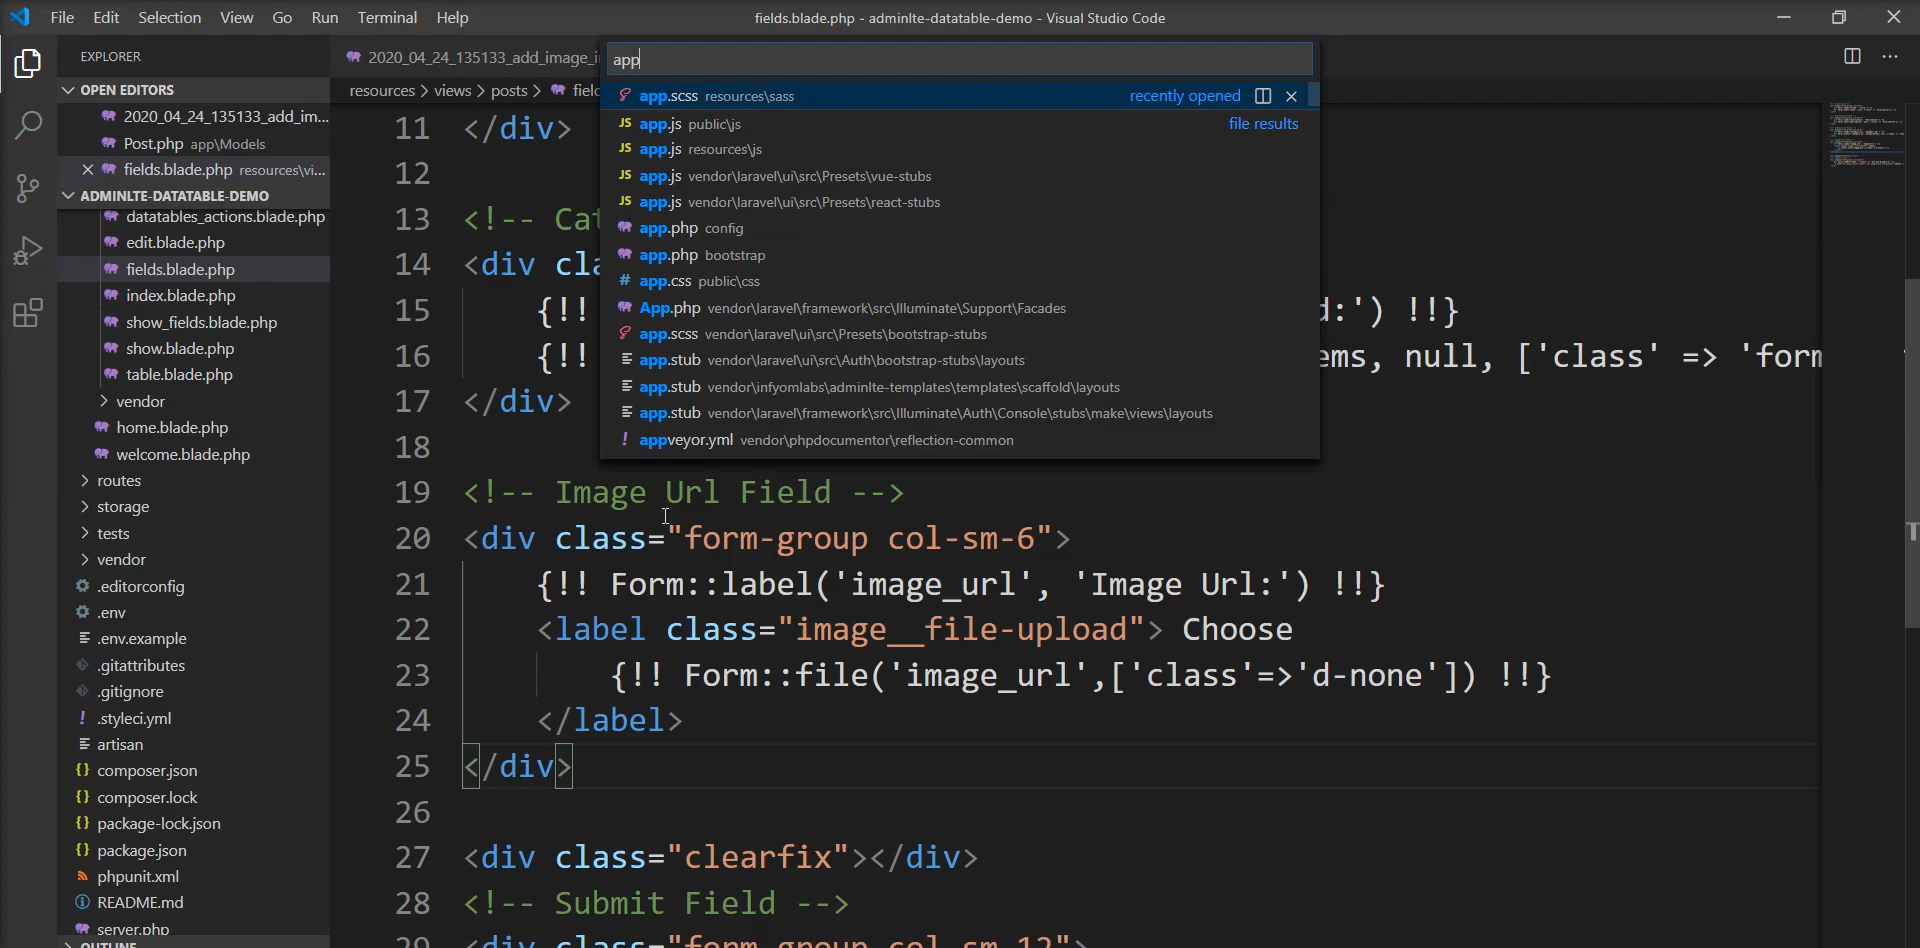 File Edit Selection View Go Run Terminal Help
fields.blade.php - adminlte-datatable-demo - Visual Studio Code
EXPLORER
OPEN EDITORS
2020_04_24_135133_add_im...
Post.php app\Models
fields.blade.php resources\vi...
ADMINLTE-DATATABLE-DEMO
datatables_actions.blade.php
edit.blade.php
fields.blade.php
index.blade.php
show_fields.blade.php
show.blade.php
table.blade.php
vendor
home.blade.php
welcome.blade.php
routes
storage
tests
vendor
.editorconfig
.env
.env.example
.gitattributes
.gitignore
.styleci.yml
artisan
composer.json
composer.lock
package-lock.json
package.json
phpunit.xml
README.md
server.php
OUTLINE
2020_04_24_135133_add_image_i
resources > views > posts > fiel
app
app.scss resources\sass recently opened
app.js public\js file results
app.js resources\js
app.js vendor\laravel\ui\src\Presets\vue-stubs
app.js vendor\laravel\ui\src\Presets\react-stubs
app.php config
app.php bootstrap
app.css public\css
App.php vendor\laravel\framework\src\Illuminate\Support\Facades
app.scss vendor\laravel\ui\src\Presets\bootstrap-stubs
app.stub vendor\laravel\ui\src\Auth\bootstrap-stubs\layouts
app.stub vendor\infyomlabs\adminlte-templates\templates\scaffold\layouts
app.stub vendor\laravel\framework\src\Illuminate\Auth\Console\stubs\make\views\layouts
appveyor.yml vendor\phpdocumentor\reflection-common
11 </div>
12
13 <!-- Cat
14 <div cla
15 {!! d:') !!}
16 {!! ems, null, ['class' => 'form
17 </div>
18
19 <!-- Image Url Field -->
20 <div class="form-group col-sm-6">
21 {!! Form::label('image_url', 'Image Url:') !!}
22 <label class="image__file-upload"> Choose
23 {!! Form::file('image_url',['class'=>'d-none']) !!}
24 </label>
25 </div>
26
27 <div class="clearfix"></div>
28 <!-- Submit Field -->
29 <div class="form-group col-sm-12">